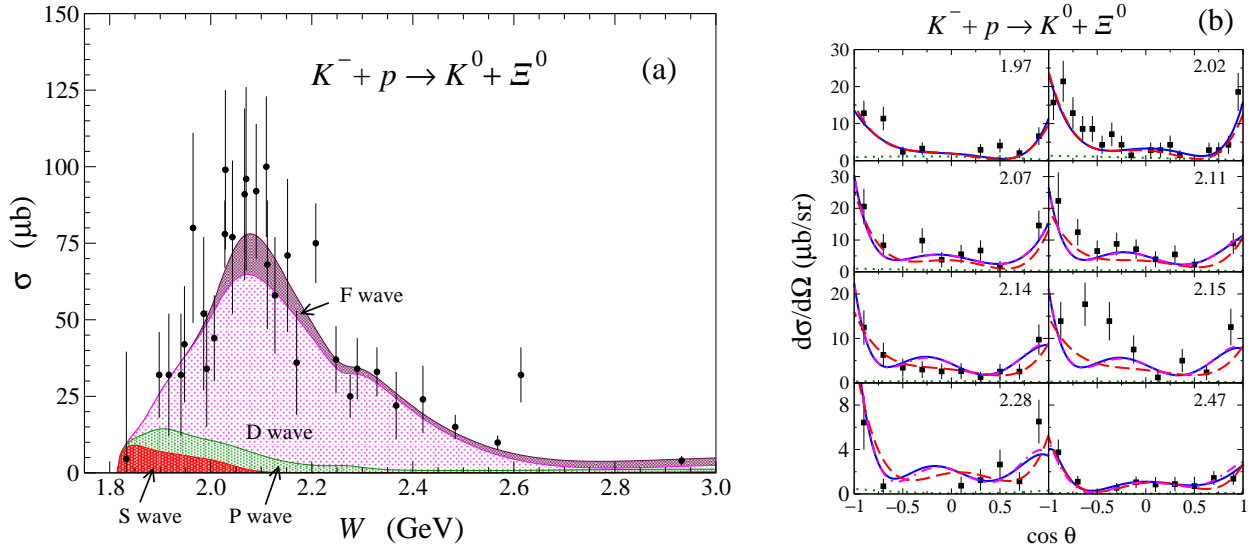 K⁻ + p → K⁰ + Ξ⁰
(a)
150
125
100
75
50
25
0
σ (μb)
F wave
D wave
S wave
P wave
1.8 2.0 2.2 2.4 2.6 2.8 3.0
W (GeV)
(b)
K⁻ + p → K⁰ + Ξ⁰
30
20
10
0
1.97
2.02
30
20
10
0
2.07
2.11
20
10
0
2.14
2.15
8
4
0
2.28
2.47
dσ/dΩ (μb/sr)
−1 −0.5 0 0.5 −1 −0.5 0 0.5 1
cos θ